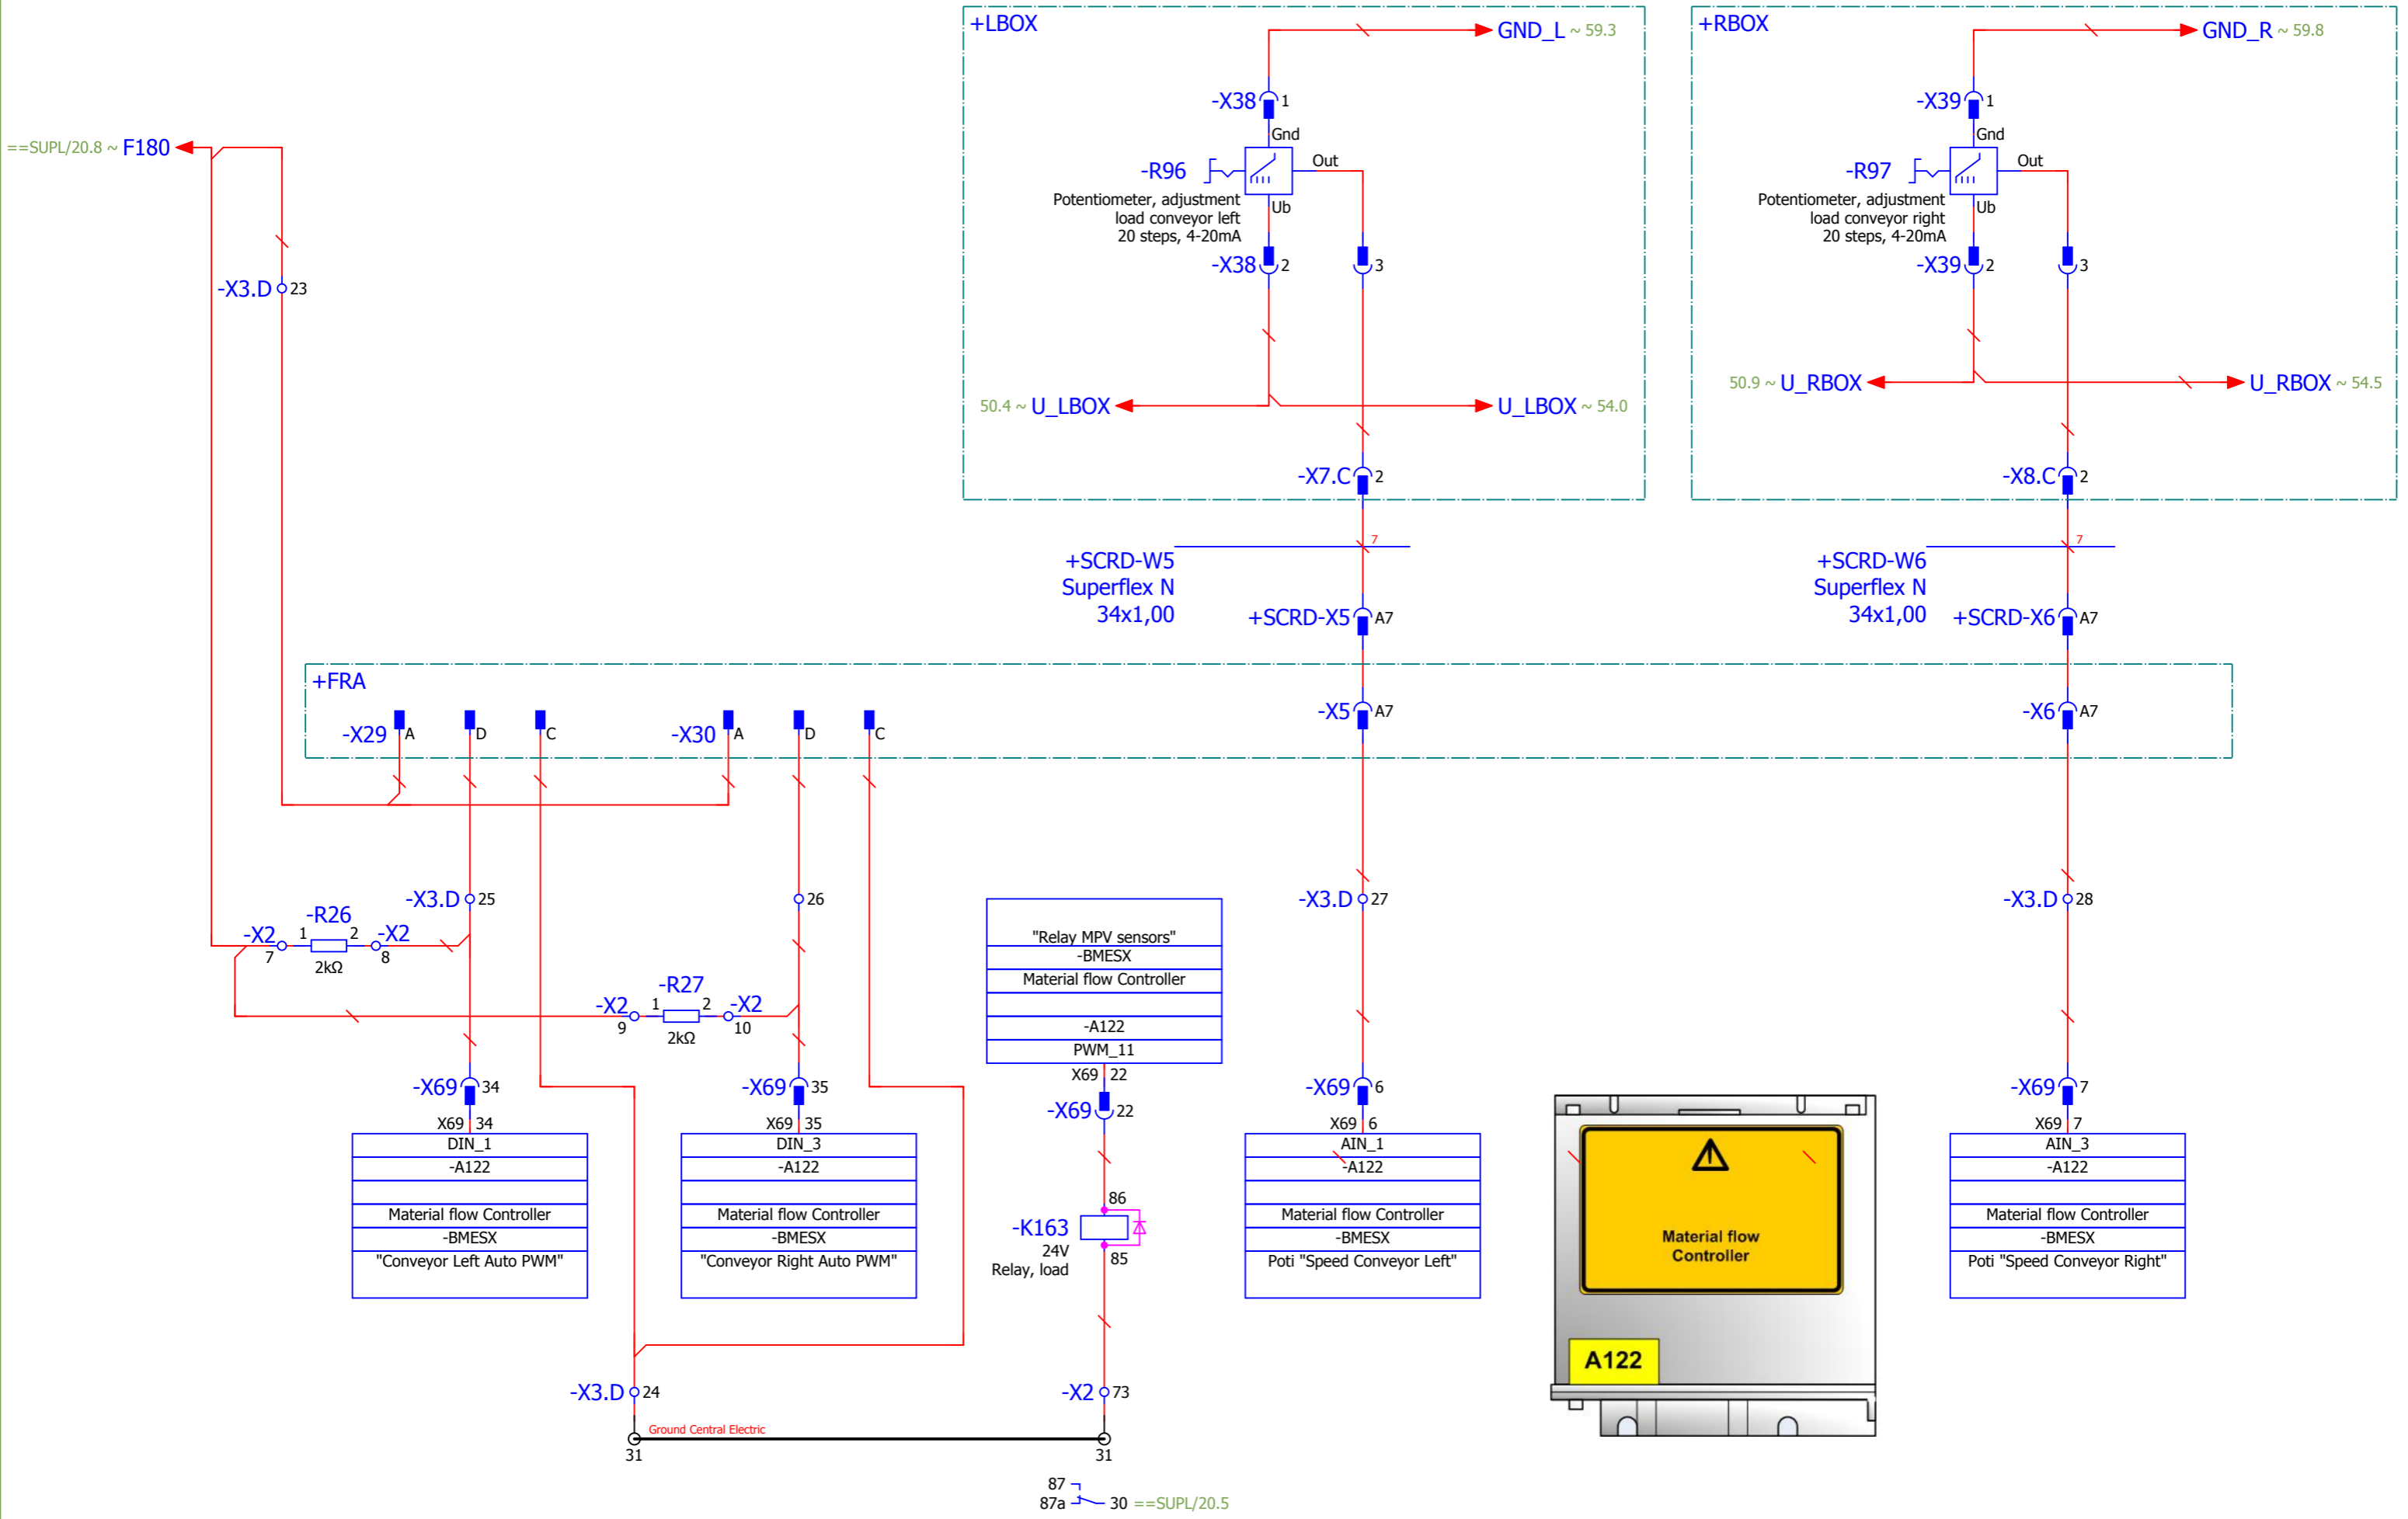 +LBOX
GND_L ~ 59.3
-X38 1
Gnd
-R96
Out
Potentiometer, adjustment
load conveyor left
20 steps, 4-20mA
Ub
-X38 2
3
50.4 ~ U_LBOX
U_LBOX ~ 54.0
-X7.C 2
+RBOX
GND_R ~ 59.8
-X39 1
Gnd
-R97
Out
Potentiometer, adjustment
load conveyor right
20 steps, 4-20mA
Ub
-X39 2
3
50.9 ~ U_RBOX
U_RBOX ~ 54.5
-X8.C 2
==SUPL/20.8 ~ F180
-X3.D 23
7
+SCRD-W5
Superflex N
34x1,00
+SCRD-X5 A7
7
+SCRD-W6
Superflex N
34x1,00
+SCRD-X6 A7
+FRA
-X29 A
D
C
-X30 A
D
C
-X5 A7
-X6 A7
-X3.D 25
26
-X3.D 27
-X3.D 28
-R26
-X2 1 2 -X2
7 8
2kΩ
-R27
-X2 1 2 -X2
9 10
2kΩ
"Relay MPV sensors"
-BMESX
Material flow Controller
-A122
PWM_11
X69 22
-X69 22
-X69 34
X69 34
DIN_1
-A122
Material flow Controller
-BMESX
"Conveyor Left Auto PWM"
-X69 35
X69 35
DIN_3
-A122
Material flow Controller
-BMESX
"Conveyor Right Auto PWM"
86
-K163
24V
Relay, load
85
-X69 6
X69 6
AIN_1
-A122
Material flow Controller
-BMESX
Poti "Speed Conveyor Left"
Material flow
Controller
A122
-X69 7
X69 7
AIN_3
-A122
Material flow Controller
-BMESX
Poti "Speed Conveyor Right"
-X3.D 24
-X2 73
Ground Central Electric
31
31
87
87a 30 ==SUPL/20.5